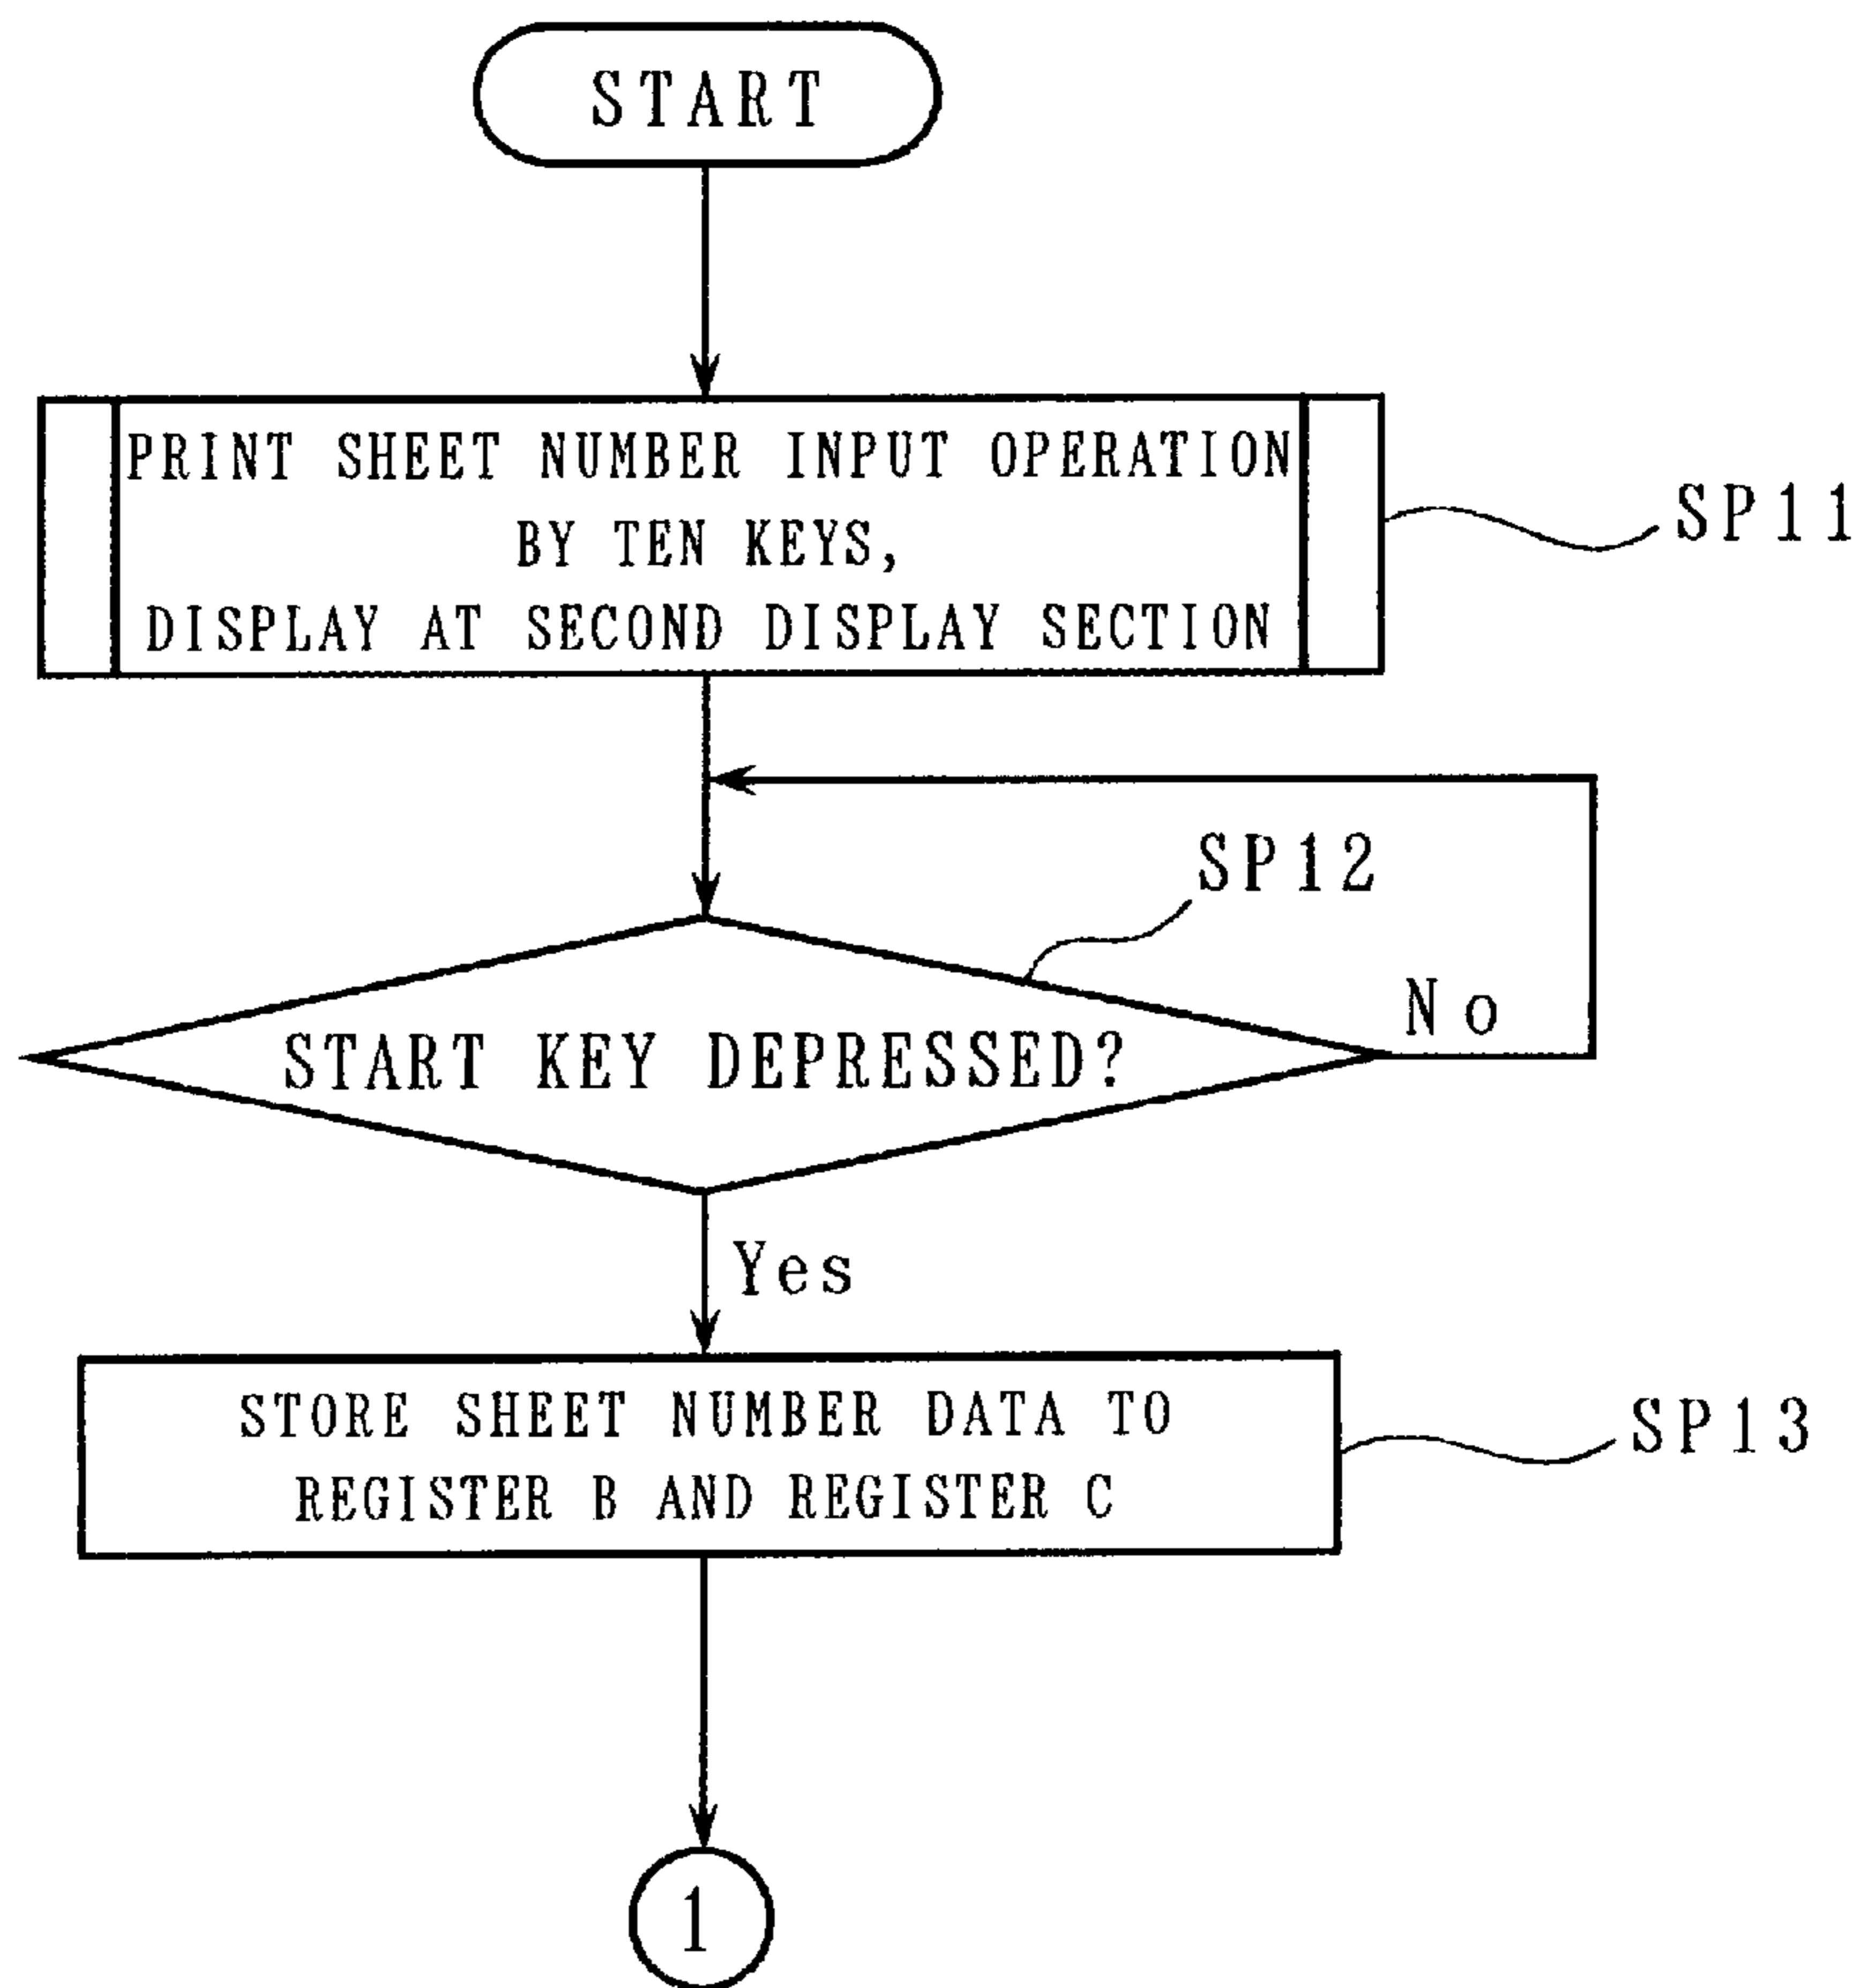 START
PRINT SHEET NUMBER INPUT OPERATION
BY TEN KEYS,
DISPLAY AT SECOND DISPLAY SECTION
SP11
SP12
No
START KEY DEPRESSED?
Yes
STORE SHEET NUMBER DATA TO
REGISTER B AND REGISTER C
SP13
1